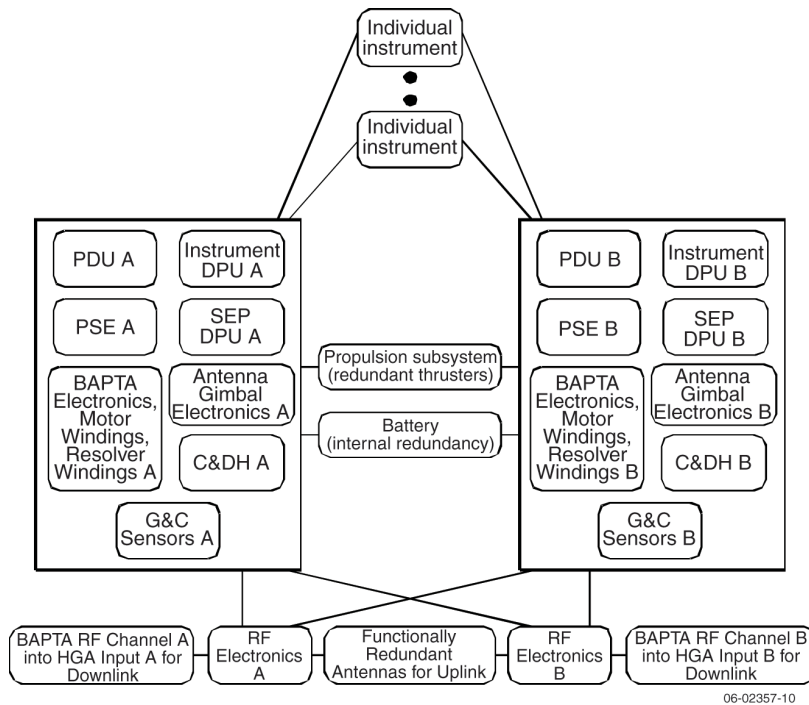 Individual
instrument
Individual
instrument
PDU A
Instrument
DPU A
PSE A
SEP
DPU A
BAPTA
Electronics,
Motor
Windings,
Resolver
Windings A
Antenna
Gimbal
Electronics A
C&DH A
G&C
Sensors A
Propulsion subsystem
(redundant thrusters)
Battery
(internal redundancy)
PDU B
Instrument
DPU B
PSE B
SEP
DPU B
BAPTA
Electronics,
Motor
Windings,
Resolver
Windings B
Antenna
Gimbal
Electronics B
C&DH B
G&C
Sensors B
BAPTA RF Channel A
into HGA Input A for
Downlink
RF
Electronics
A
Functionally
Redundant
Antennas for Uplink
RF
Electronics
B
BAPTA RF Channel B
into HGA Input B for
Downlink
06-02357-10